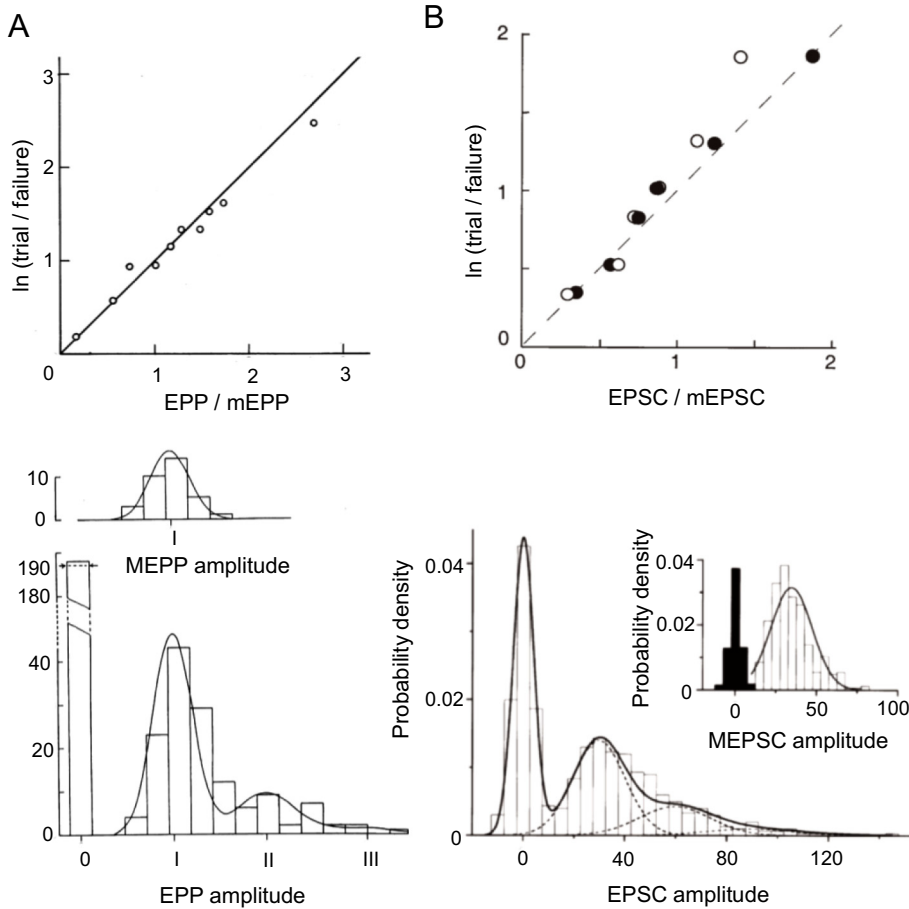 A
3
2
1
0
1
2
3
ln (trial / failure)
EPP / mEPP
B
2
1
0
0
1
2
ln (trial / failure)
EPSC / mEPSC
10
0
I
MEPP amplitude
190
180
40
20
0
0
I
II
III
EPP amplitude
0.04
0.02
0
Probability density
0
40
80
120
EPSC amplitude
0.04
0.02
0
Probability density
0
50
100
MEPSC amplitude